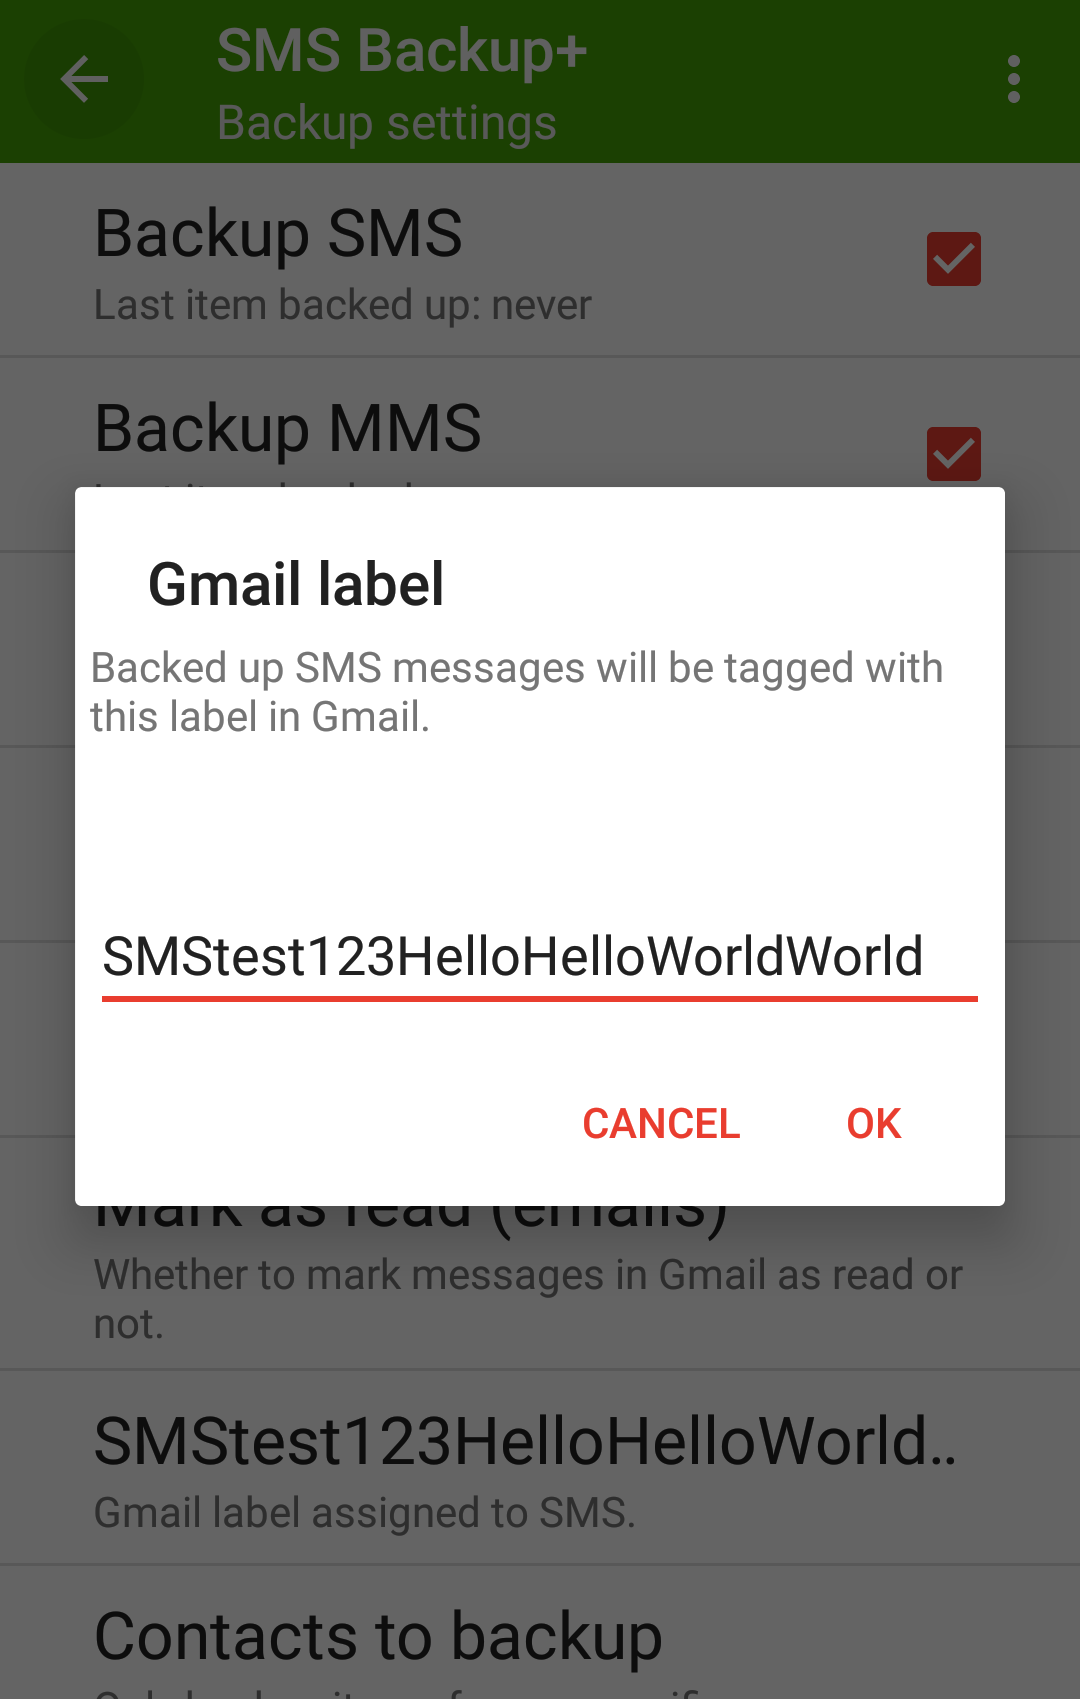 SMS Backup+
Backup settings
Backup SMS
Last item backed up: never
Backup MMS
Gmail label
Backed up SMS messages will be tagged with
this label in Gmail.
SMStest123HelloHelloWorldWorld
CANCEL OK
Mark as read (emails)
Whether to mark messages in Gmail as read or
not.
SMStest123HelloHelloWorld..
Gmail label assigned to SMS.
Contacts to backup